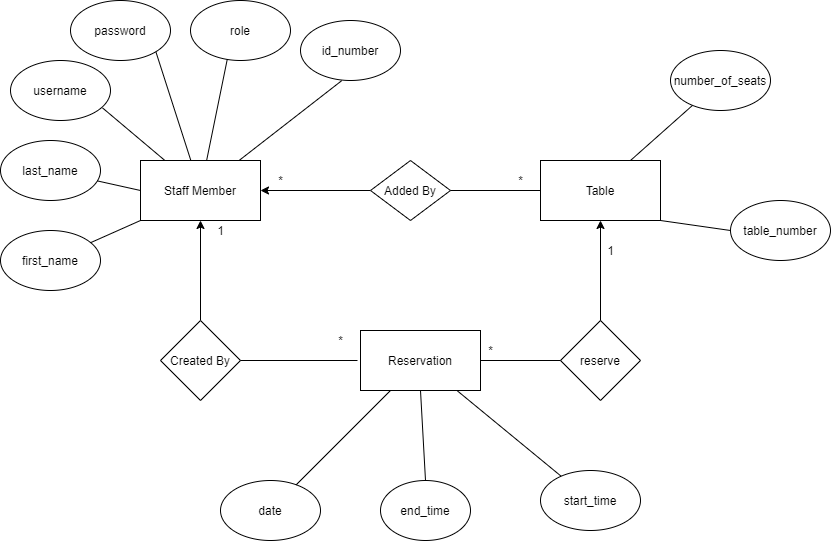 password
role
id_number
username
number_of_seats
last_name
Staff Member
*
Added By
*
Table
first_name
1
table_number
1
Created By
*
Reservation
*
reserve
date
end_time
start_time